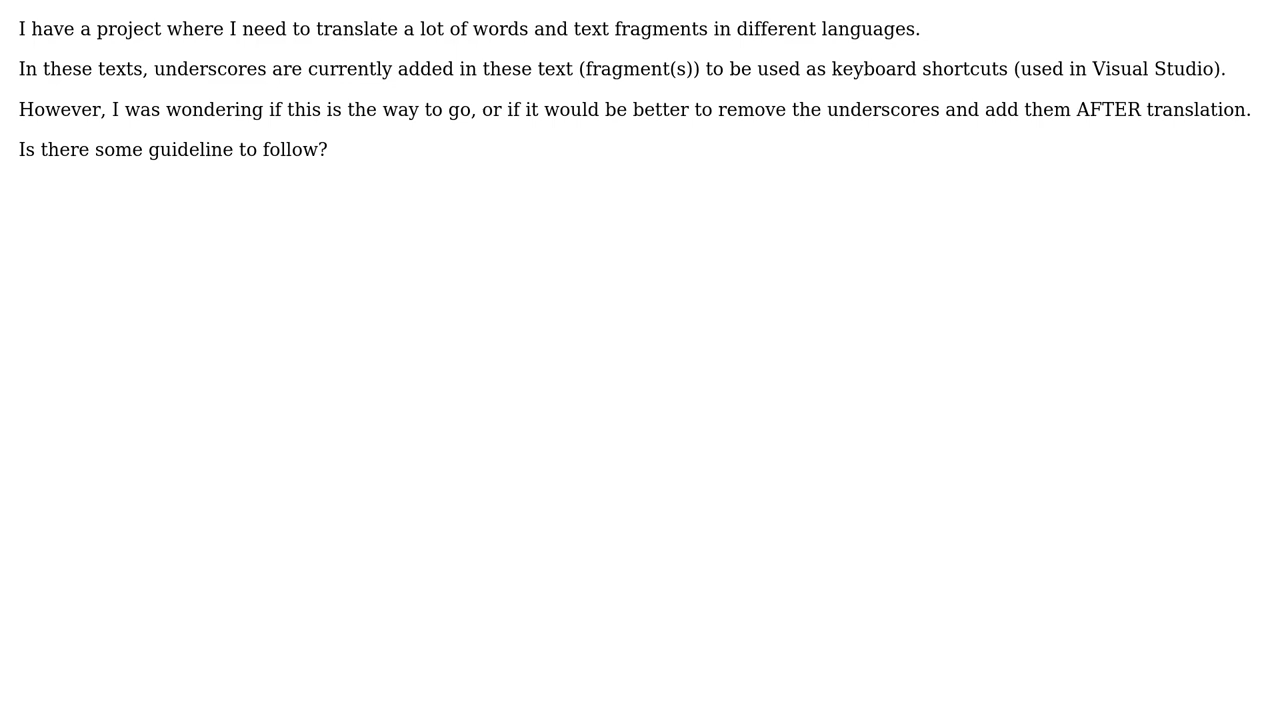 I have a project where I need to translate a lot of words and text fragments in different languages.
In these texts, underscores are currently added in these text (fragment(s)) to be used as keyboard shortcuts (used in Visual Studio).
However, I was wondering if this is the way to go, or if it would be better to remove the underscores and add them AFTER translation.
Is there some guideline to follow?